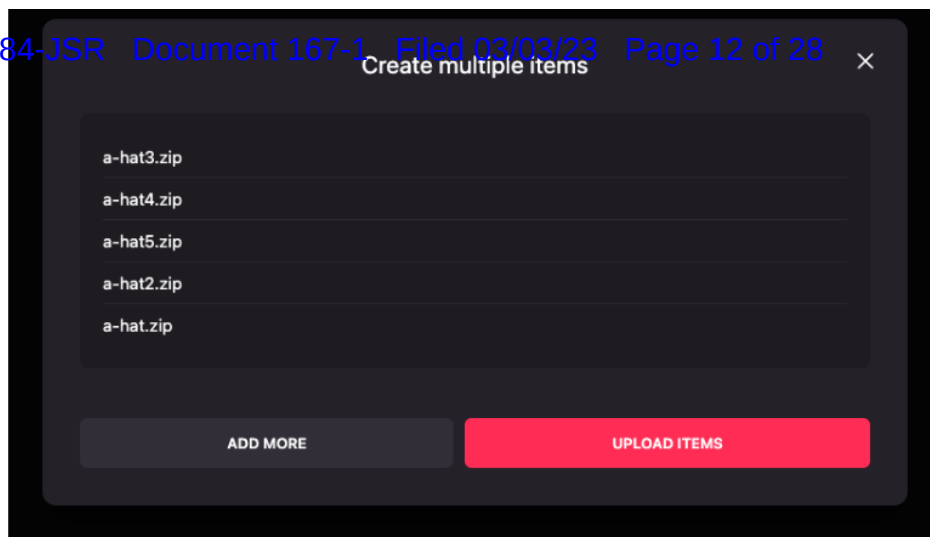 84-JSR Document 167-1 Filed 03/03/23 Page 12 of 28
Create multiple items
a-hat3.zip
a-hat4.zip
a-hat5.zip
a-hat2.zip
a-hat.zip
ADD MORE
UPLOAD ITEMS